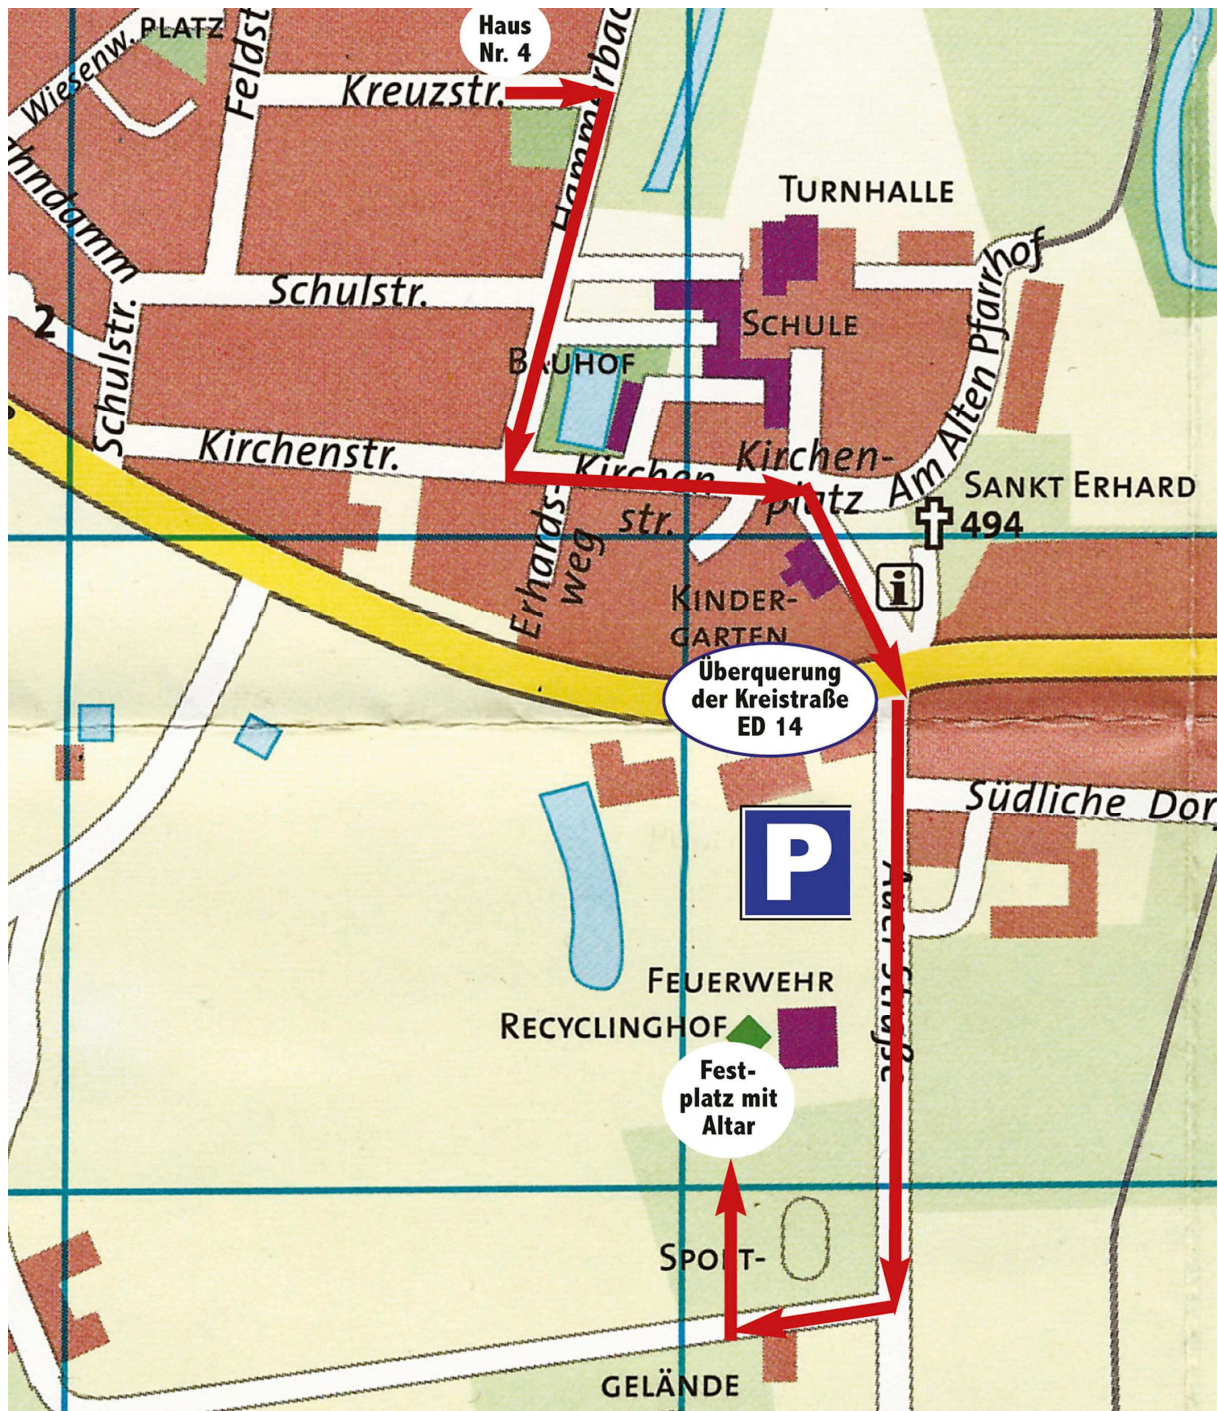 PLATZ
Wiesenw.
Feldst
Haus
Nr. 4
Kreuzstr.
Hammerbac
hndamm
TURNHALLE
Schulstr.
2
Schulstr.
SCHULE
BAUHOF
Am Alten Pfarrhof
Kirchenstr.
Kirchen-
platz
Kirchen
str.
Erhards-
weg
SANKT ERHARD
494
i
KINDER-
GARTEN
Überquerung
der Kreistraße
ED 14
Südliche Dorf
P
Auer Straße
FEUERWEHR
RECYCLINGHOF
Fest-
platz mit
Altar
SPORT-
GELÄNDE